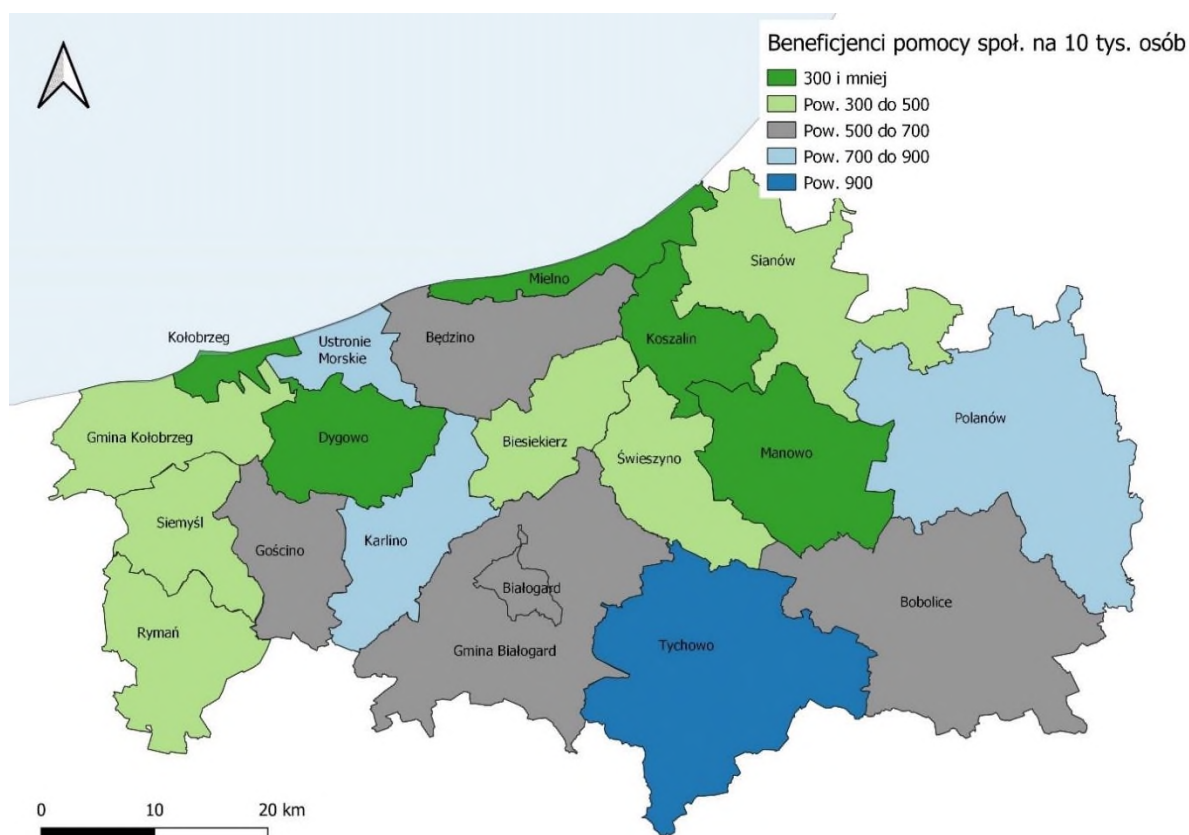 Beneficjenci pomocy społ. na 10 tys. osób
300 i mniej
Pow. 300 do 500
Pow. 500 do 700
Pow. 700 do 900
Pow. 900
Sianów
Mielno
Kołobrzeg
Ustronie
Morskie
Będzino
Koszalin
Polanów
Gmina Kołobrzeg
Dygowo
Biesiekierz
Świeszyno
Manowo
Siemyśl
Gościno
Karlino
Białogard
Bobolice
Rymań
Gmina Białogard
Tychowo
0 10 20 km